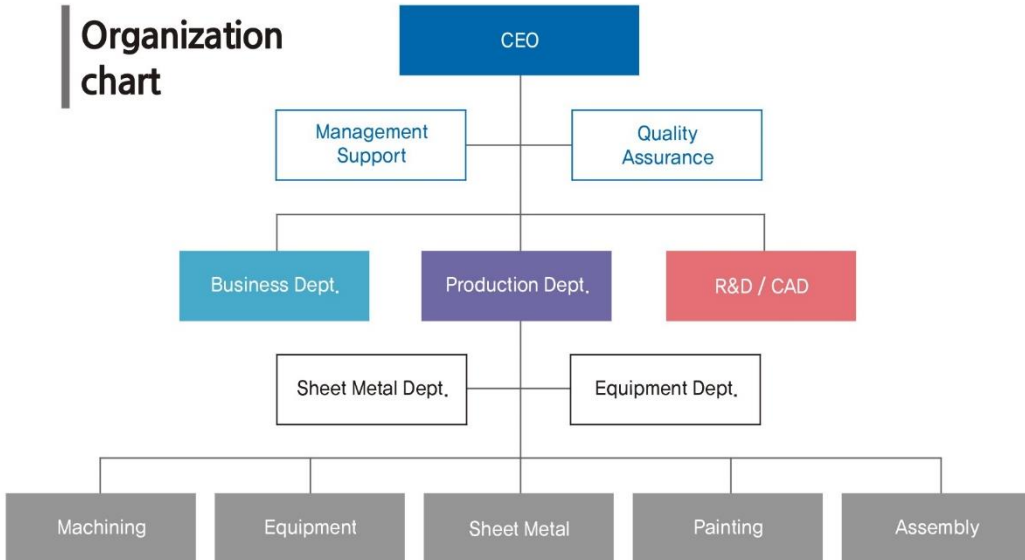 Organization
chart
CEO
Management
Support
Quality
Assurance
Business Dept.
Production Dept.
R&D / CAD
Sheet Metal Dept.
Equipment Dept.
Machining
Equipment
Sheet Metal
Painting
Assembly